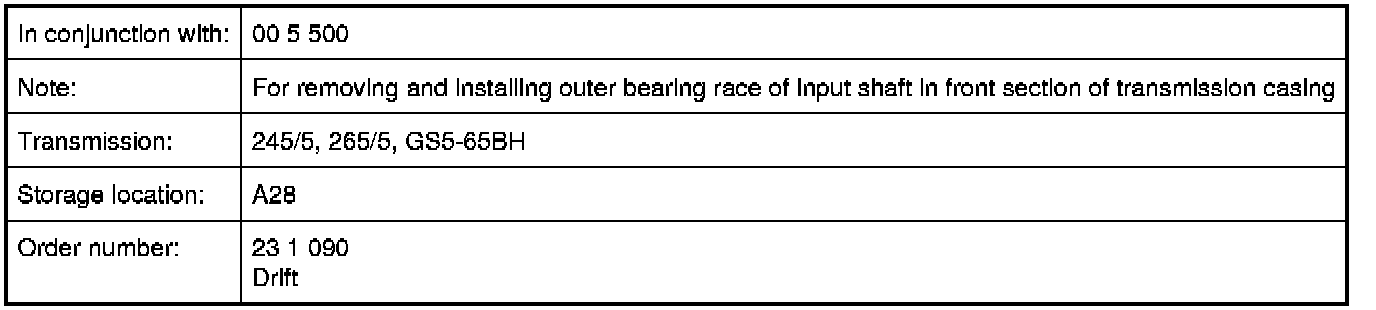 In conjunction with: 00 5 500
Note: For removing and installing outer bearing race of input shaft in front section of transmission casing
Transmission: 245/5, 265/5, GS5-65BH
Storage location: A28
Order number: 23 1 090
Drift